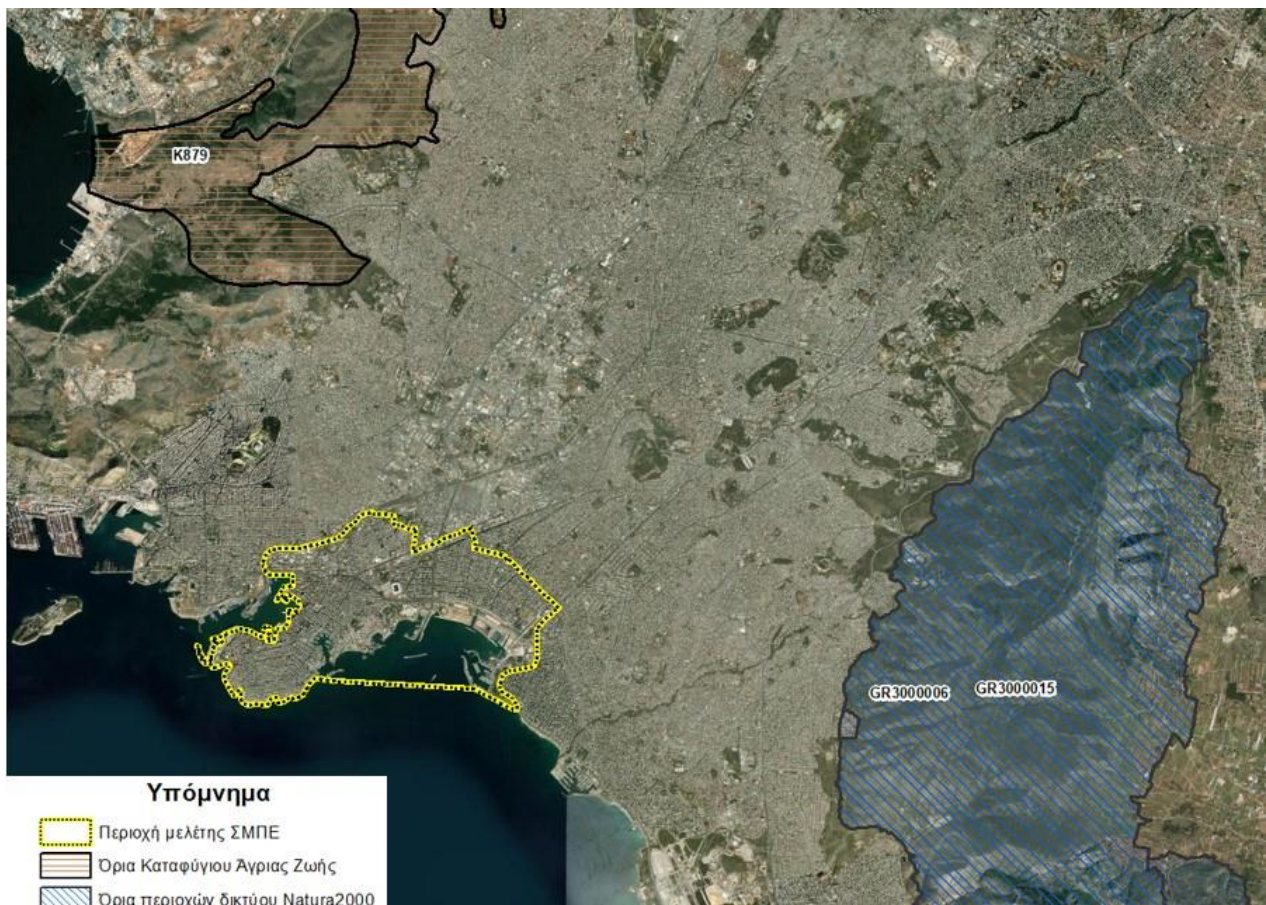 K879
GR3000006 GR3000015
Υπόμνημα
Περιοχή μελέτης ΣΜΠΕ
Όρια Καταφύγιου Άγριας Ζωής
Όρια περιοχών δικτύου Natura2000